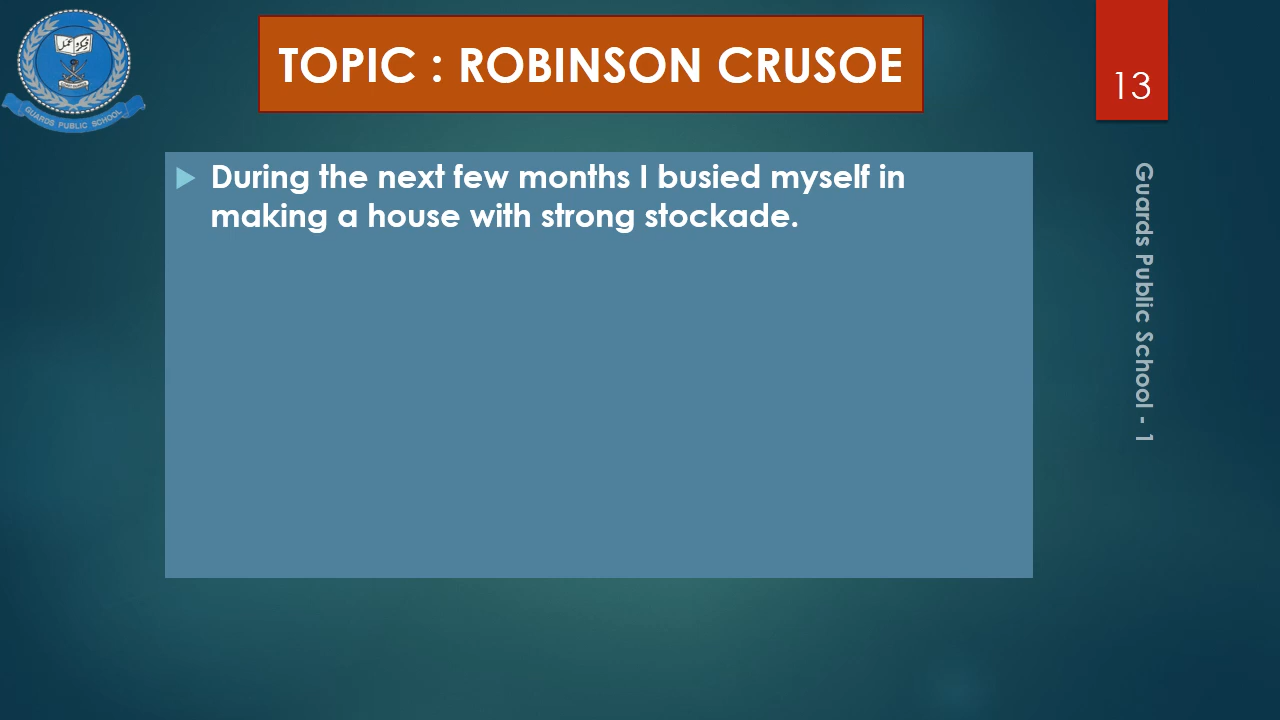 TOPIC : ROBINSON CRUSOE
13
During the next few months I busied myself in
making a house with strong stockade.
Guards Public School - 1
GUARDS PUBLIC SCHOOL